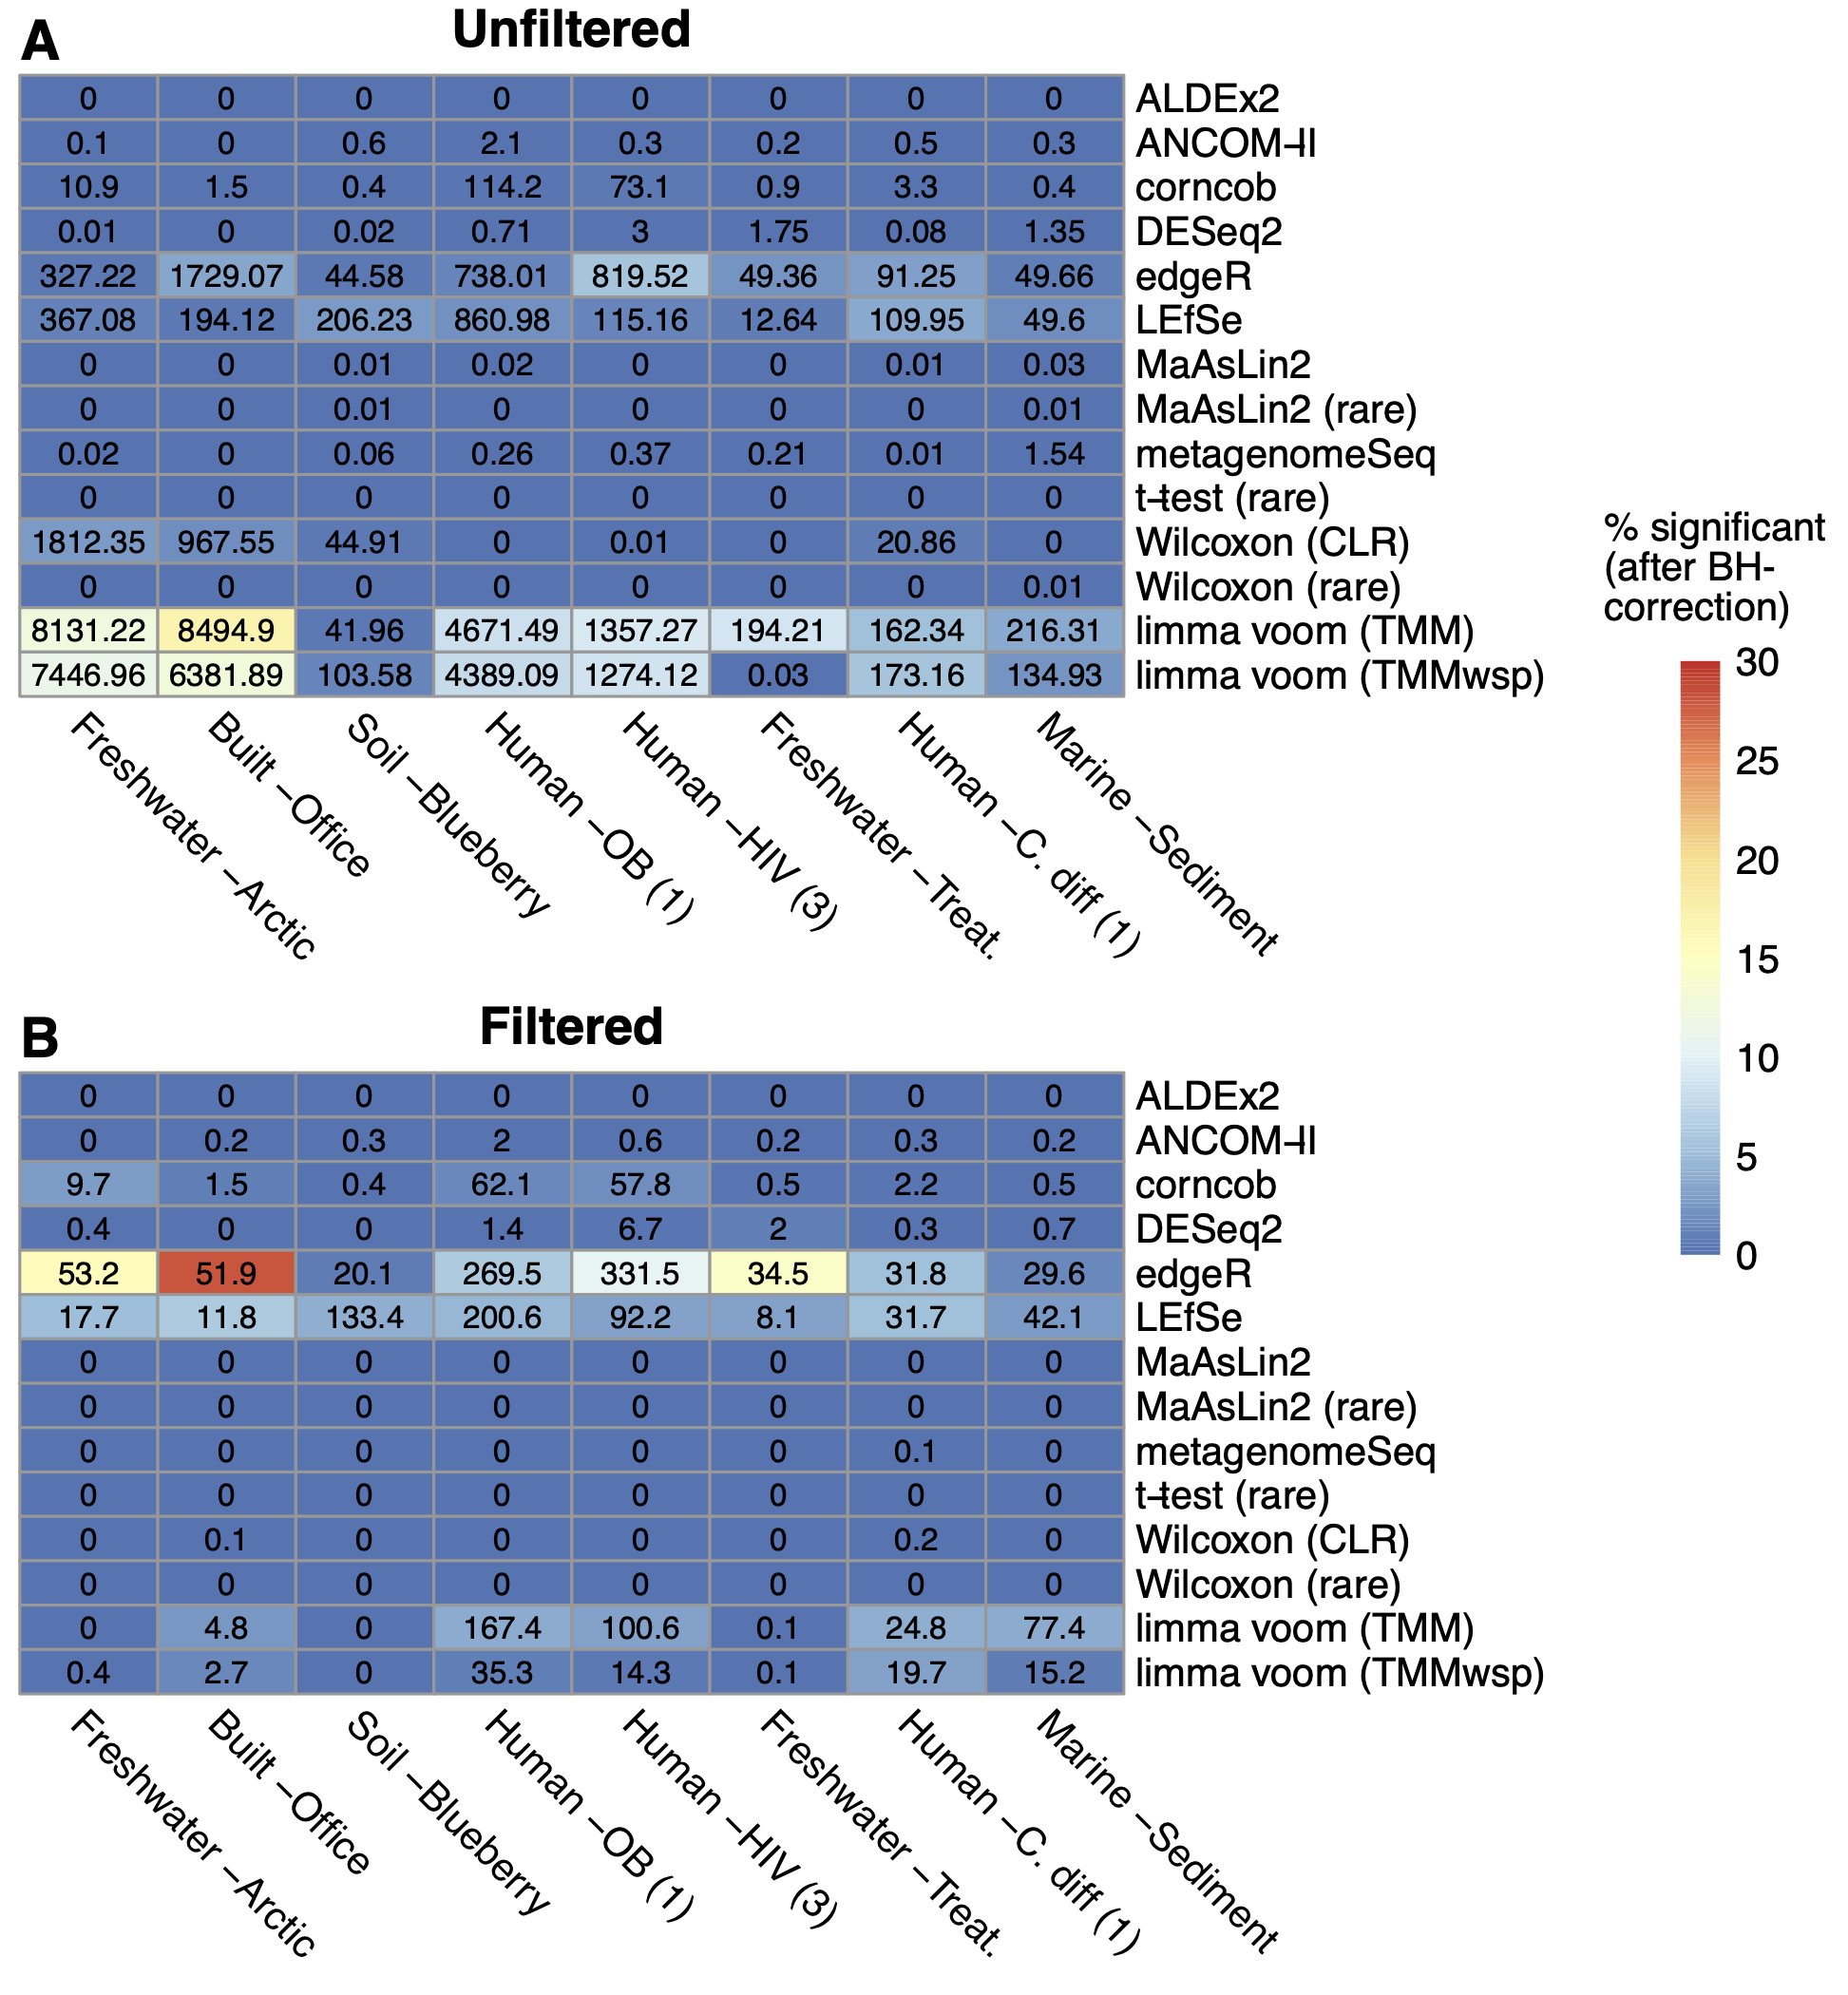 A
Unfiltered
0 0 0 0 0 0 0 0 ALDEx2
0.1 0 0.6 2.1 0.3 0.2 0.5 0.3 ANCOM-II
10.9 1.5 0.4 114.2 73.1 0.9 3.3 0.4 corncob
0.01 0 0.02 0.71 3 1.75 0.08 1.35 DESeq2
327.22 1729.07 44.58 738.01 819.52 49.36 91.25 49.66 edgeR
367.08 194.12 206.23 860.98 115.16 12.64 109.95 49.6 LEfSe
0 0 0.01 0.02 0 0 0.01 0.03 MaAsLin2
0 0 0.01 0 0 0 0 0.01 MaAsLin2 (rare)
0.02 0 0.06 0.26 0.37 0.21 0.01 1.54 metagenomeSeq
0 0 0 0 0 0 0 0 t-test (rare)
1812.35 967.55 44.91 0 0.01 0 20.86 0 Wilcoxon (CLR)
0 0 0 0 0 0 0 0.01 Wilcoxon (rare)
8131.22 8494.9 41.96 4671.49 1357.27 194.21 162.34 216.31 limma voom (TMM)
7446.96 6381.89 103.58 4389.09 1274.12 0.03 173.16 134.93 limma voom (TMMwsp)
Freshwater –Arctic
Built –Office
Soil –Blueberry
Human –OB (1)
Human –HIV (3)
Freshwater –Treat.
Human –C. diff (1)
Marine –Sediment
% significant
(after BH-
correction)
30
25
20
15
10
5
0
B
Filtered
0 0 0 0 0 0 0 0 ALDEx2
0 0.2 0.3 2 0.6 0.2 0.3 0.2 ANCOM-II
9.7 1.5 0.4 62.1 57.8 0.5 2.2 0.5 corncob
0.4 0 0 1.4 6.7 2 0.3 0.7 DESeq2
53.2 51.9 20.1 269.5 331.5 34.5 31.8 29.6 edgeR
17.7 11.8 133.4 200.6 92.2 8.1 31.7 42.1 LEfSe
0 0 0 0 0 0 0 0 MaAsLin2
0 0 0 0 0 0 0 0 MaAsLin2 (rare)
0 0 0 0 0 0 0.1 0 metagenomeSeq
0 0 0 0 0 0 0 0 t-test (rare)
0 0.1 0 0 0 0 0.2 0 Wilcoxon (CLR)
0 0 0 0 0 0 0 0 Wilcoxon (rare)
0 4.8 0 167.4 100.6 0.1 24.8 77.4 limma voom (TMM)
0.4 2.7 0 35.3 14.3 0.1 19.7 15.2 limma voom (TMMwsp)
Freshwater –Arctic
Built –Office
Soil –Blueberry
Human –OB (1)
Human –HIV (3)
Freshwater –Treat.
Human –C. diff (1)
Marine –Sediment